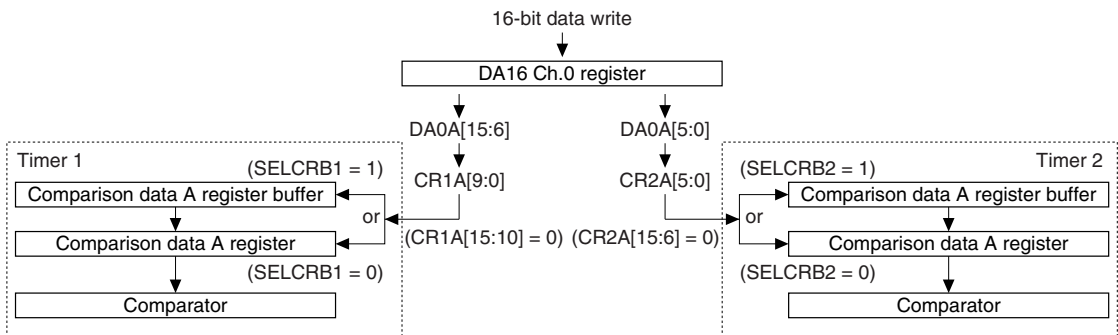 16-bit data write
DA16 Ch.0 register
DA0A[15:6]
DA0A[5:0]
Timer 1
(SELCRB1 = 1)
CR1A[9:0]
CR2A[5:0]
(SELCRB2 = 1)
Timer 2
Comparison data A register buffer
or
or
Comparison data A register buffer
Comparison data A register
(CR1A[15:10] = 0)
(CR2A[15:6] = 0)
Comparison data A register
(SELCRB1 = 0)
(SELCRB2 = 0)
Comparator
Comparator